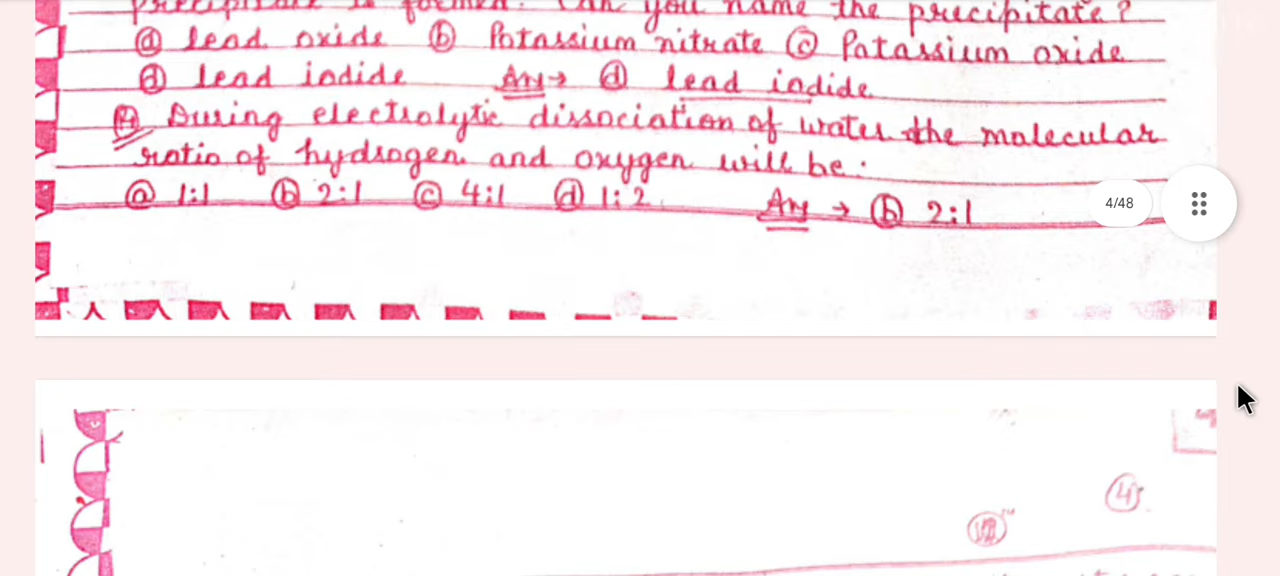 precipitate is formed. Can you name the precipitate?
ⓐ lead oxide ⓑ Potassium nitrate ⓒ Patassium oxide
ⓓ lead iodide Ans→ ⓓ lead iodide
During electrolytic dissociation of water the molecular
ratio of hydrogen and oxygen will be:
ⓐ 1:1 ⓑ 2:1 ⓒ 4:1 ⓓ 1:2 Ans → ⓑ 2:1
4/48